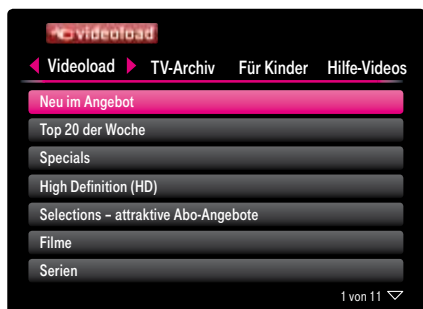 videoload
Videoload TV-Archiv Für Kinder Hilfe-Videos
Neu im Angebot
Top 20 der Woche
Specials
High Definition (HD)
Selections – attraktive Abo-Angebote
Filme
Serien
1 von 11